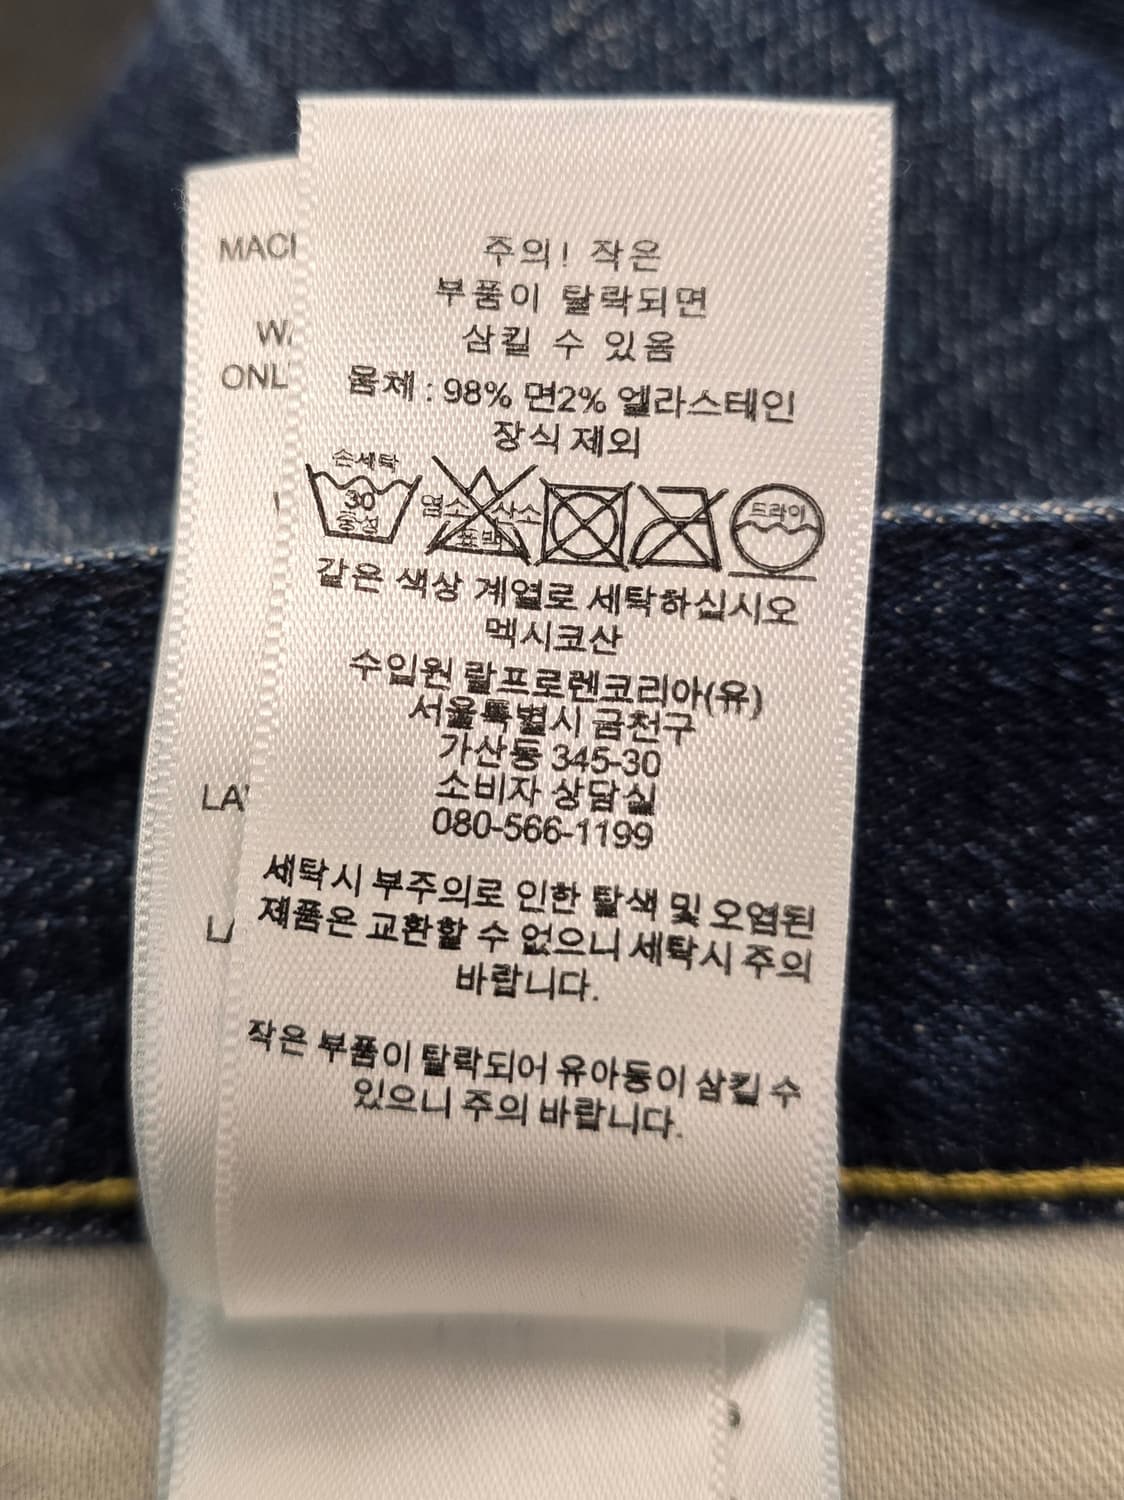 MACH
WA
ONL
LAV
LA
주의! 작은
부품이 탈락되면
삼킬 수 있음
몸체 : 98% 면2% 엘라스테인
장식 제외
손세탁
30
중성
염소 산소
표백
드라이
같은 색상 계열로 세탁하십시오
멕시코산
수입원 랄프로렌코리아(유)
서울특별시 금천구
가산동 345-30
소비자 상담실
080-566-1199
세탁시 부주의로 인한 탈색 및 오염된
제품은 교환할 수 없으니 세탁시 주의
바랍니다.
작은 부품이 탈락되어 유아동이 삼킬 수
있으니 주의 바랍니다.